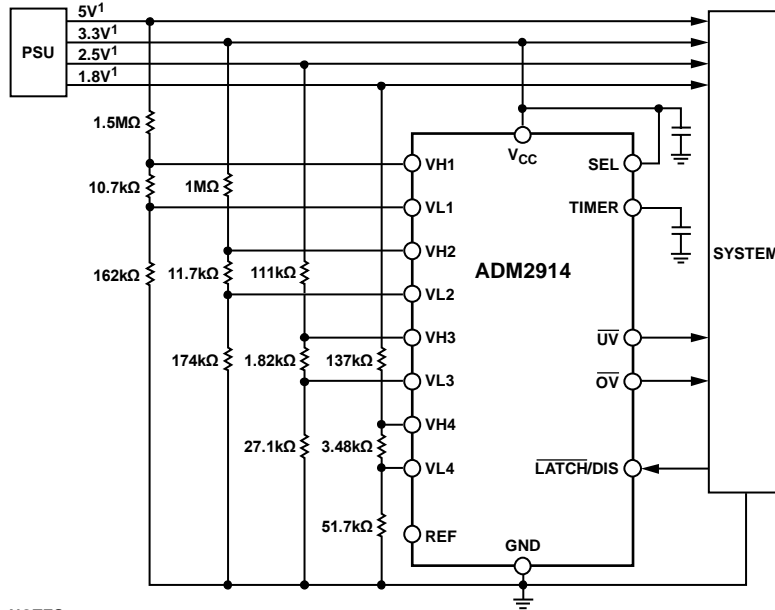 5V1
3.3V1
2.5V1
1.8V1
PSU
1.5MΩ
10.7kΩ
162kΩ
1MΩ
11.7kΩ
174kΩ
111kΩ
1.82kΩ
27.1kΩ
137kΩ
3.48kΩ
51.7kΩ
VCC
VH1
VL1
VH2
VL2
VH3
VL3
VH4
VL4
REF
ADM2914
SEL
TIMER
UV
OV
LATCH/DIS
GND
SYSTEM